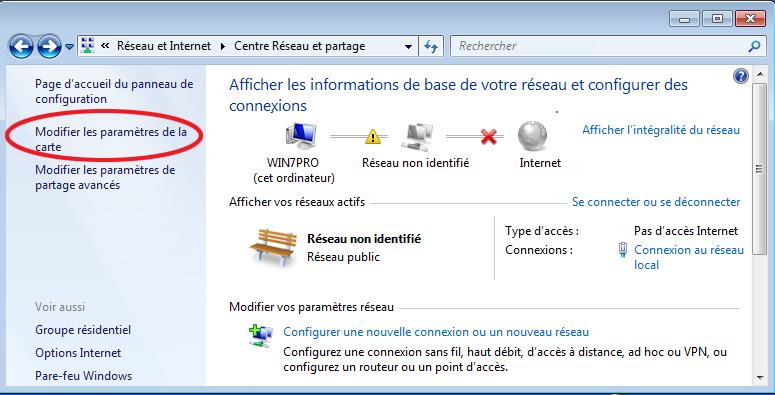 « Réseau et Internet Centre Réseau et partage Rechercher
Page d'accueil du panneau de
configuration
Modifier les paramètres de la
carte
Modifier les paramètres de
partage avancés
Voir aussi
Groupe résidentiel
Options Internet
Pare-feu Windows
Afficher les informations de base de votre réseau et configurer des
connexions
Afficher l'intégralité du réseau
WIN7PRO Réseau non identifié Internet
(cet ordinateur)
Afficher vos réseaux actifs Se connecter ou se déconnecter
Réseau non identifié
Réseau public
Type d'accès : Pas d'accès Internet
Connexions : Connexion au réseau
local
Modifier vos paramètres réseau
Configurer une nouvelle connexion ou un nouveau réseau
Configurez une connexion sans fil, haut débit, d'accès à distance, ad hoc ou VPN, ou
configurez un routeur ou un point d'accès.